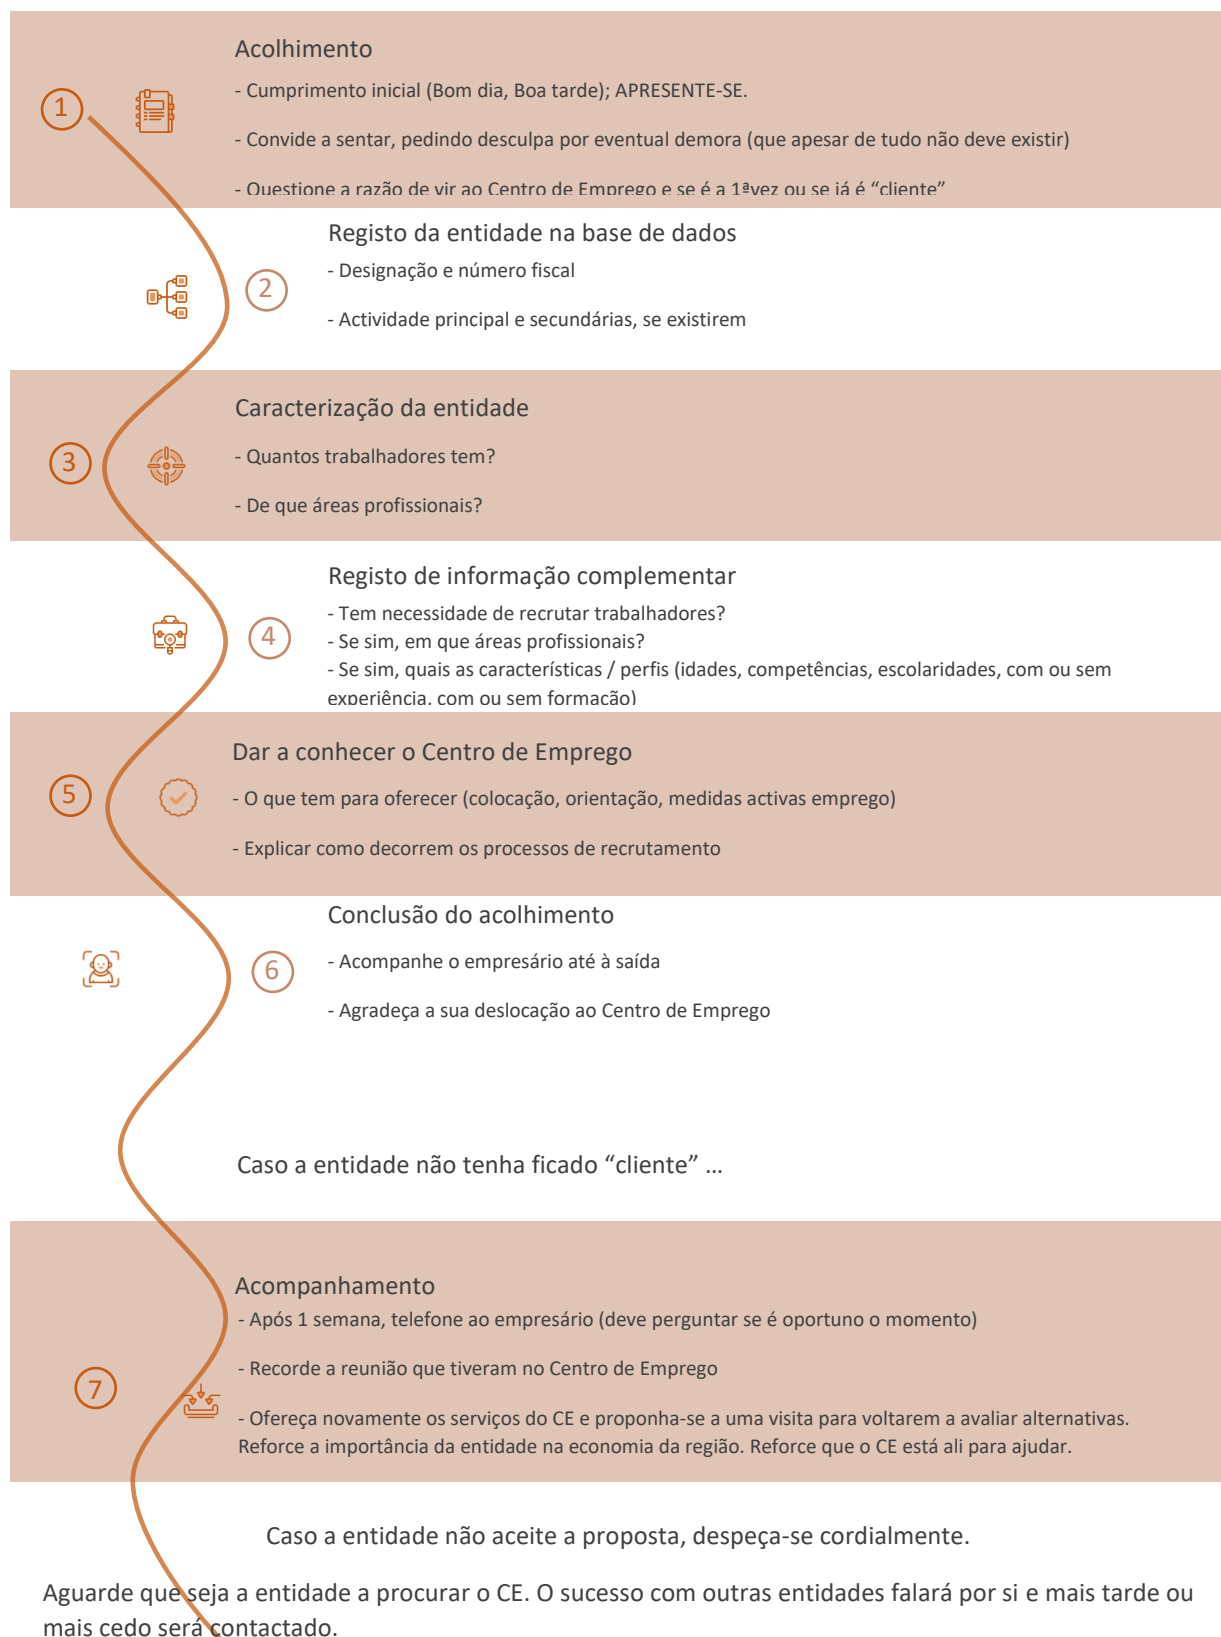 Acolhimento
- Cumprimento inicial (Bom dia, Boa tarde); APRESENTE-SE.
1
- Convide a sentar, pedindo desculpa por eventual demora (que apesar de tudo não deve existir)
- Questione a razão de vir ao Centro de Emprego e se é a 1ªvez ou se já é “cliente”
Registo da entidade na base de dados
- Designação e número fiscal
2
- Actividade principal e secundárias, se existirem
Caracterização da entidade
3
- Quantos trabalhadores tem?
- De que áreas profissionais?
Registo de informação complementar
- Tem necessidade de recrutar trabalhadores?
4
- Se sim, em que áreas profissionais?
- Se sim, quais as características / perfis (idades, competências, escolaridades, com ou sem
experiência, com ou sem formação)
Dar a conhecer o Centro de Emprego
5
- O que tem para oferecer (colocação, orientação, medidas activas emprego)
- Explicar como decorrem os processos de recrutamento
Conclusão do acolhimento
6
- Acompanhe o empresário até à saída
- Agradeça a sua deslocação ao Centro de Emprego
Caso a entidade não tenha ficado “cliente” …
Acompanhamento
- Após 1 semana, telefone ao empresário (deve perguntar se é oportuno o momento)
- Recorde a reunião que tiveram no Centro de Emprego
7
- Ofereça novamente os serviços do CE e proponha-se a uma visita para voltarem a avaliar alternativas.
Reforce a importância da entidade na economia da região. Reforce que o CE está ali para ajudar.
Caso a entidade não aceite a proposta, despeça-se cordialmente.
Aguarde que seja a entidade a procurar o CE. O sucesso com outras entidades falará por si e mais tarde ou
mais cedo será contactado.